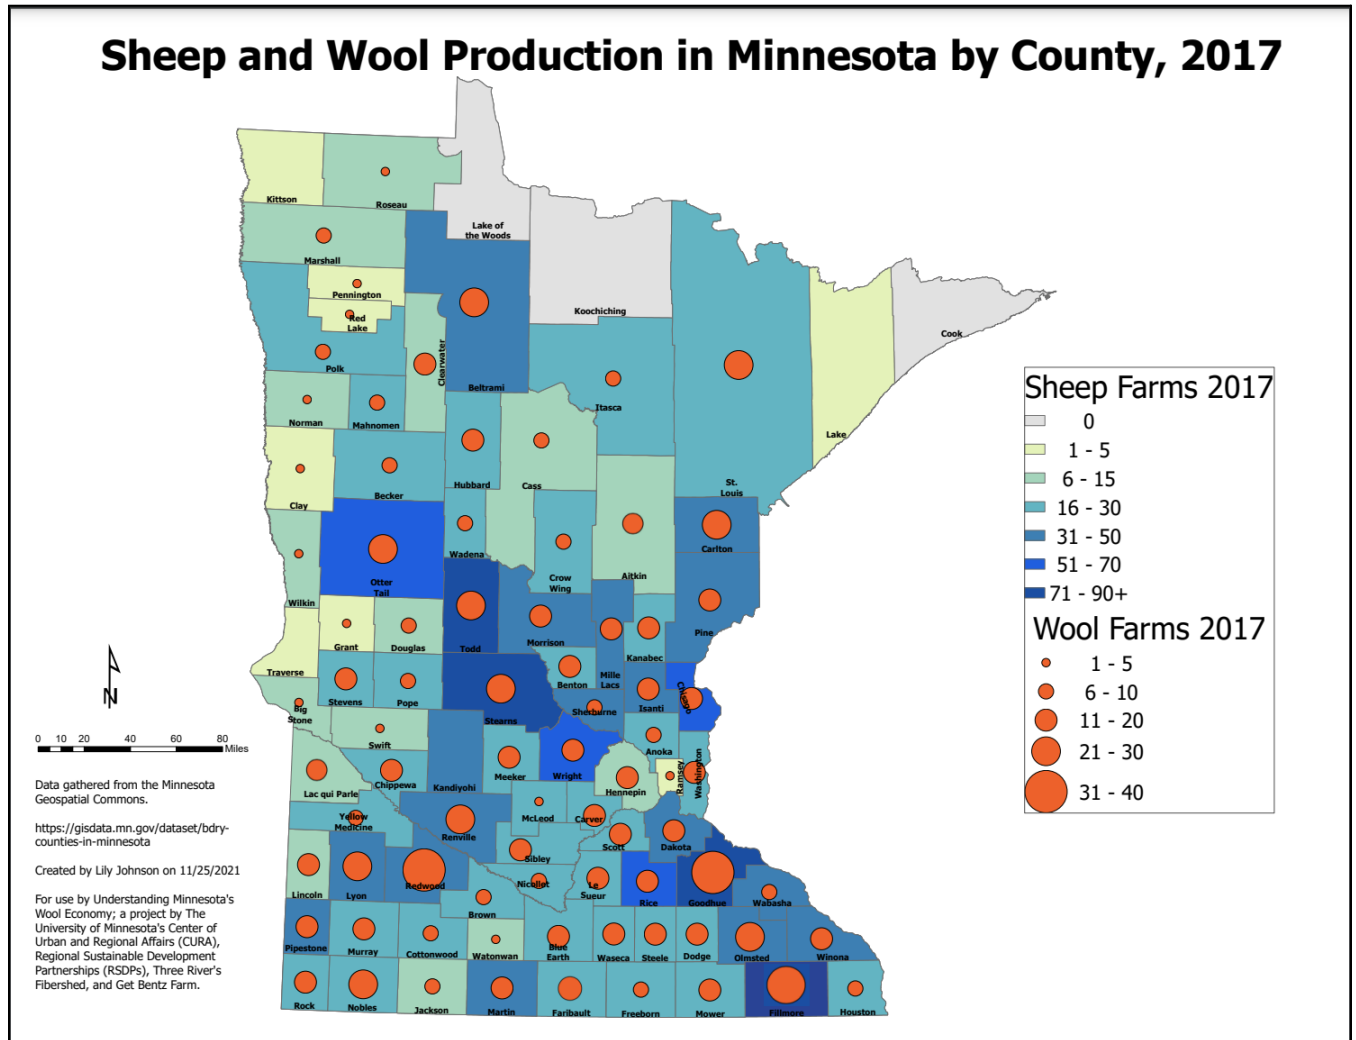 Sheep and Wool Production in Minnesota by County, 2017
Kittson
Roseau
Lake of
the Woods
Marshall
Pennington
Red
Lake
Koochiching
Cook
Polk
Clearwater
Beltrami
Itasca
Norman
Mahnomen
Lake
Clay
Becker
Hubbard
Cass
St.
Louis
Wadena
Carlton
Otter
Tail
Crow
Wing
Aitkin
Wilkin
Grant
Douglas
Todd
Morrison
Pine
Kanabec
Traverse
Mille
Lacs
Stevens
Pope
Benton
Big
Stone
Stearns
Sherburne
Isanti
Chisago
Swift
Anoka
Meeker
Wright
Ramsey
Washington
Lac qui Parle
Chippewa
Kandiyohi
Hennepin
Yellow
Medicine
Renville
McLeod
Carver
Scott
Dakota
Sibley
Lincoln
Lyon
Redwood
Nicollet
Le
Sueur
Rice
Goodhue
Wabasha
Brown
Pipestone
Murray
Cottonwood
Watonwan
Blue
Earth
Waseca
Steele
Dodge
Olmsted
Winona
Rock
Nobles
Jackson
Martin
Faribault
Freeborn
Mower
Fillmore
Houston
N
0 10 20 40 60 80
Miles
Data gathered from the Minnesota
Geospatial Commons.
https://gisdata.mn.gov/dataset/bdry-
counties-in-minnesota
Created by Lily Johnson on 11/25/2021
For use by Understanding Minnesota's
Wool Economy; a project by The
University of Minnesota's Center of
Urban and Regional Affairs (CURA),
Regional Sustainable Development
Partnerships (RSDPs), Three River's
Fibershed, and Get Bentz Farm.
Sheep Farms 2017
0
1 - 5
6 - 15
16 - 30
31 - 50
51 - 70
71 - 90+
Wool Farms 2017
1 - 5
6 - 10
11 - 20
21 - 30
31 - 40